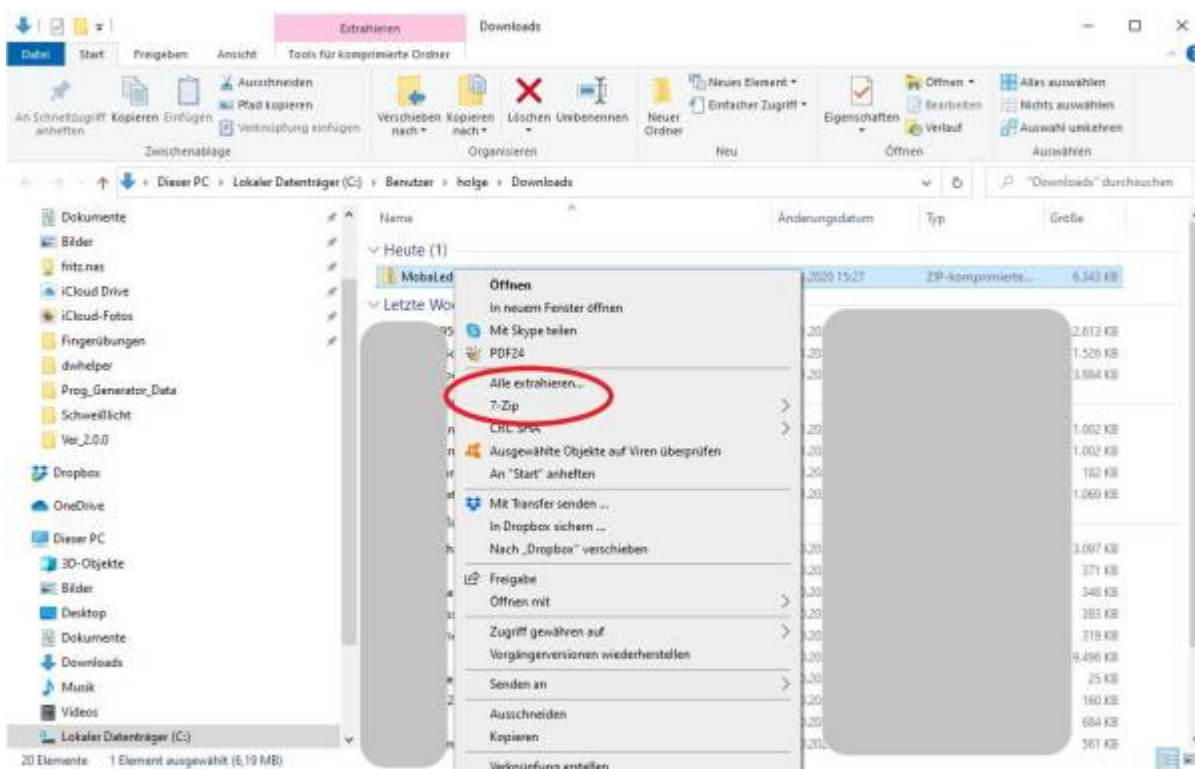 Extrahieren
Downloads
Datei Start Freigeben Ansicht Tools für komprimierte Ordner
An Schnellzugriff anheften
Kopieren Einfügen
Ausschneiden
Pfad kopieren
Verknüpfung einfügen
Zwischenablage
Verschieben nach
Kopieren nach
Löschen Umbenennen
Organisieren
Neuer Ordner
Neues Element
Einfacher Zugriff
Neu
Eigenschaften
Öffnen
Bearbeiten
Verlauf
Öffnen
Alles auswählen
Nichts auswählen
Auswahl umkehren
Auswählen
Dieser PC Lokaler Datenträger (C:) Benutzer holge Downloads
"Downloads" durchsuchen
Dokumente
Bilder
fritz.nas
iCloud Drive
iCloud-Fotos
Fingerübungen
dwhelper
Prog_Generator_Data
Schweißlicht
Ver_2.0.0
Dropbox
OneDrive
Dieser PC
3D-Objekte
Bilder
Desktop
Dokumente
Downloads
Musik
Videos
Lokaler Datenträger (C:)
Name Änderungsdatum Typ Größe
Heute (1)
MobaLed .2020 15:27 ZIP-komprimierte... 6.343 KB
Letzte Wo
Öffnen
In neuem Fenster öffnen
Mit Skype teilen
PDF24
Alle extrahieren...
7-Zip
CRC SHA
Ausgewählte Objekte auf Viren überprüfen
An "Start" anheften
Mit Transfer senden ...
In Dropbox sichern ...
Nach „Dropbox" verschieben
Freigabe
Öffnen mit
Zugriff gewähren auf
Vorgängerversionen wiederherstellen
Senden an
Ausschneiden
Kopieren
Verknüpfung erstellen
2.612 KB
1.526 KB
3.984 KB
1.002 KB
1.002 KB
182 KB
1.069 KB
3.097 KB
371 KB
348 KB
383 KB
319 KB
9.496 KB
25 KB
160 KB
684 KB
561 KB
20 Elemente 1 Element ausgewählt (6,19 MB)